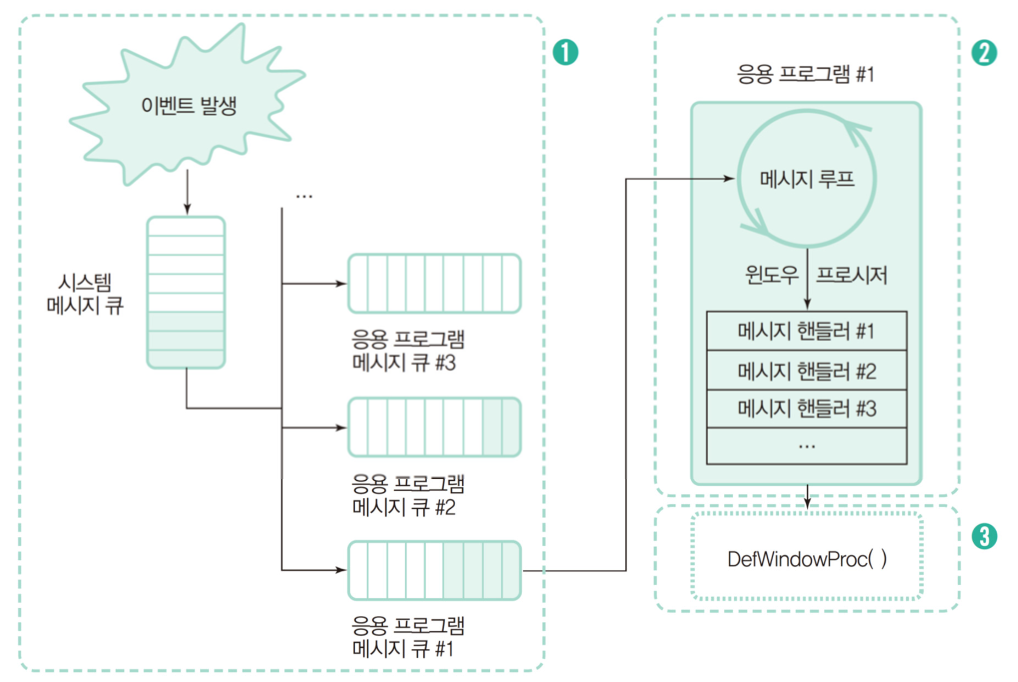 이벤트 발생
❶
시스템
메시지 큐
…
응용 프로그램
메시지 큐 #3
응용 프로그램
메시지 큐 #2
응용 프로그램
메시지 큐 #1
❷
응용 프로그램 #1
메시지 루프
윈도우 프로시저
메시지 핸들러 #1
메시지 핸들러 #2
메시지 핸들러 #3
…
❸
DefWindowProc( )